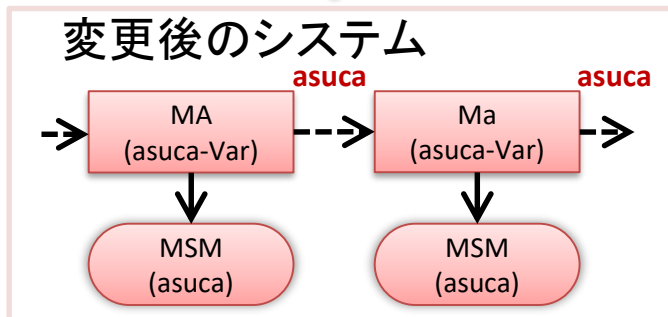 変更後のシステム
asuca
asuca
MA
(asuca-Var)
Ma
(asuca-Var)
MSM
(asuca)
MSM
(asuca)